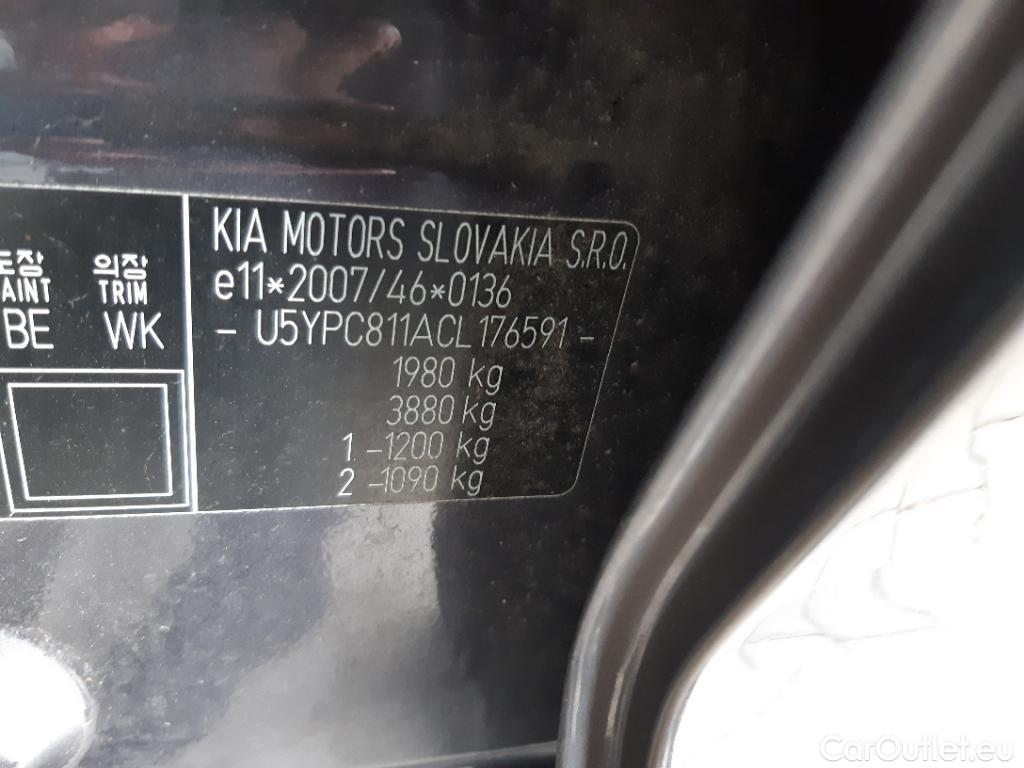 도장 의장
AINT TRIM
BE WK
KIA MOTORS SLOVAKIA S.R.O.
e11*2007/46*0136
- U5YPC811ACL176591 -
1980 kg
3880 kg
1 -1200 kg
2 -1090 kg
CarOutlet.eu